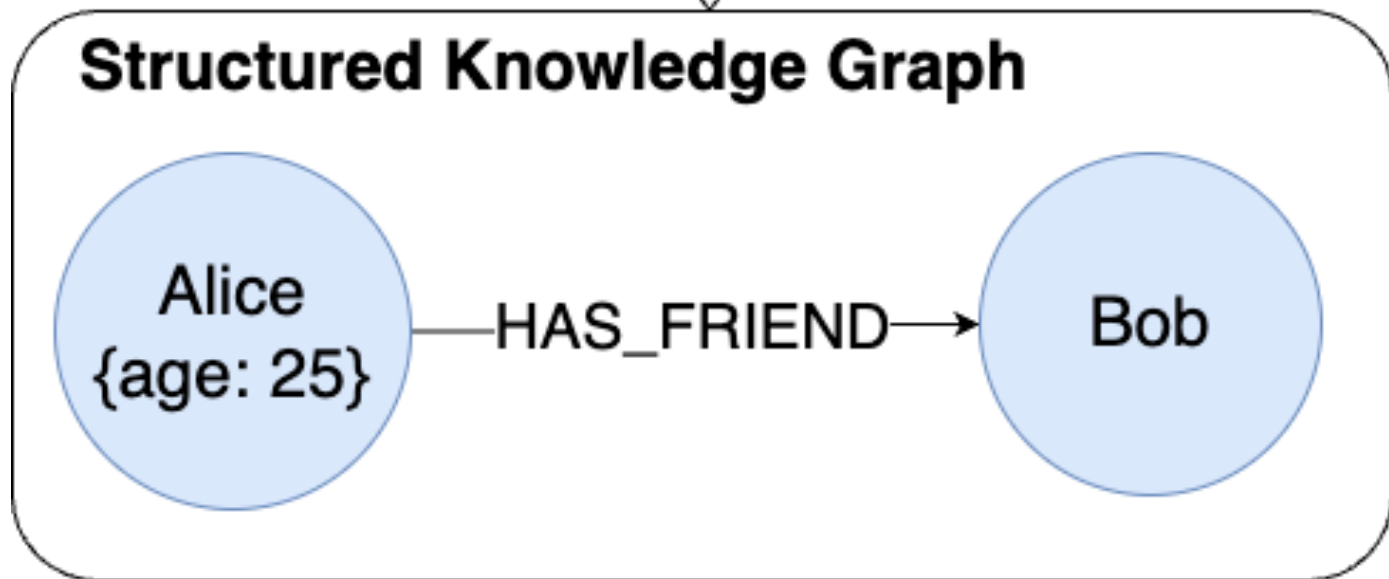 Structured Knowledge Graph
Alice
{age: 25}
HAS_FRIEND
Bob